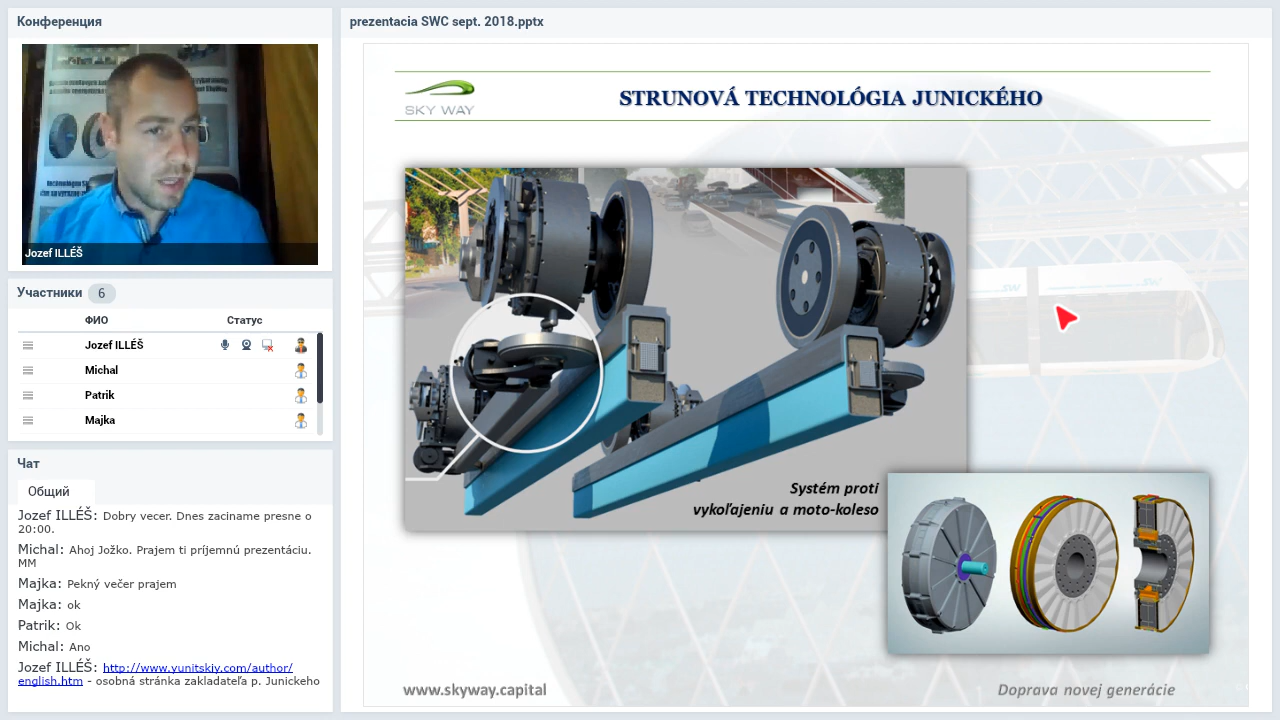 Конференция
Jozef ILLÉŠ
Участники 6
ФИО Статус
Jozef ILLÉŠ
Michal
Patrik
Majka
Чат
Общий
Jozef ILLÉŠ: Dobry vecer. Dnes zaciname presne o
20:00.
Michal: Ahoj Jožko. Prajem ti príjemnú prezentáciu.
MM
Majka: Pekný večer prajem
Majka: ok
Patrik: Ok
Michal: Ano
Jozef ILLÉŠ: http://www.yunitskiy.com/author/
english.htm - osobná stránka zakladateľa p. Junickeho
prezentacia SWC sept. 2018.pptx
SKY WAY
STRUNOVÁ TECHNOLÓGIA JUNICKÉHO
Systém proti
vykoľajeniu a moto-koleso
www.skyway.capital
Doprava novej generácie